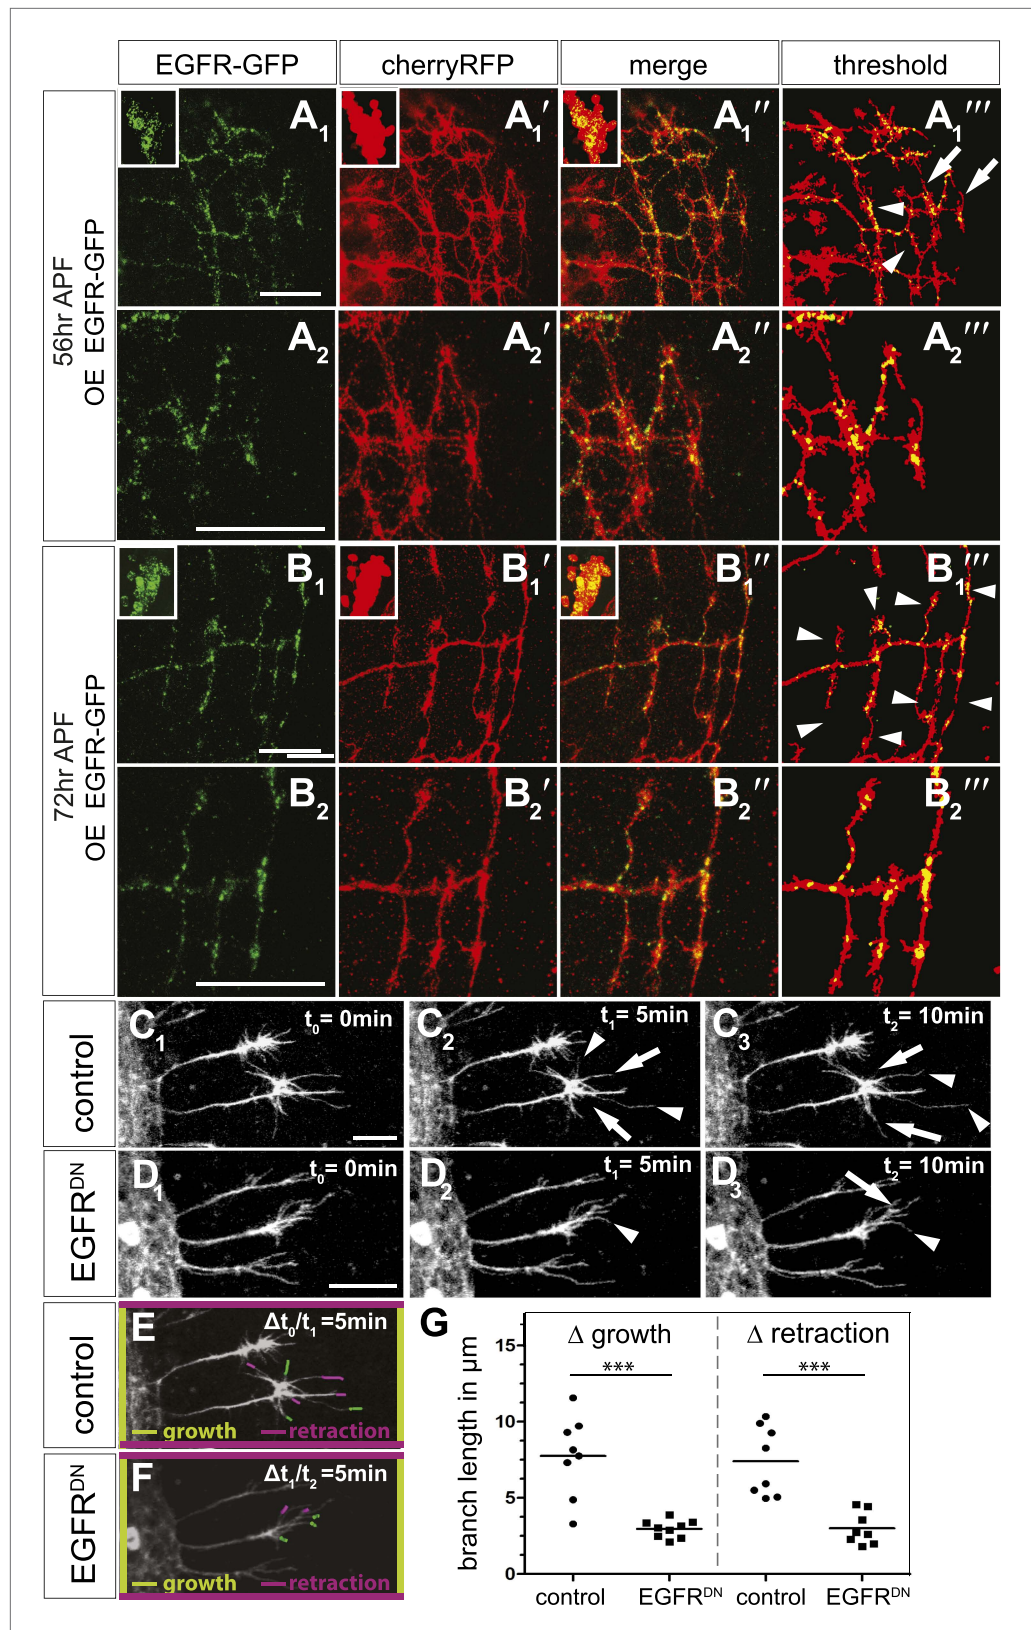 EGFR-GFP cherryRFP merge threshold
56hr APF
OE EGFR-GFP
A1 A1′ A1″ A1‴
A2 A2′ A2″ A2‴
72hr APF
OE EGFR-GFP
B1 B1′ B1″ B1‴
B2 B2′ B2″ B2‴
control
C1 t0= 0min C2 t1= 5min C3 t2= 10min
EGFRDN
D1 t0= 0min D2 t1= 5min D3 t2= 10min
control
E Δt0/t1 =5min
growth retraction
EGFRDN
F Δt1/t2 =5min
growth retraction
G
branch length in µm
15
10
5
0
Δ growth Δ retraction
*** ***
control EGFRDN control EGFRDN